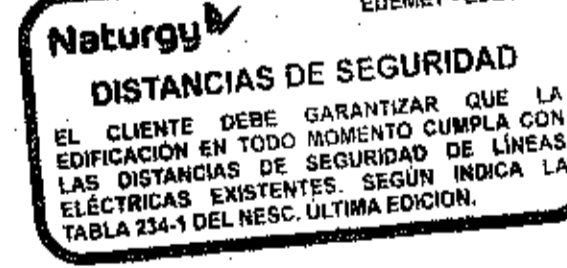 Naturgy
DISTANCIAS DE SEGURIDAD
EL CLIENTE DEBE GARANTIZAR QUE LA
EDIFICACIÓN EN TODO MOMENTO CUMPLA CON
LAS DISTANCIAS DE SEGURIDAD DE LÍNEAS
ELÉCTRICAS EXISTENTES. SEGÚN INDICA LA
TABLA 234-1 DEL NESC, ÚLTIMA EDICION.